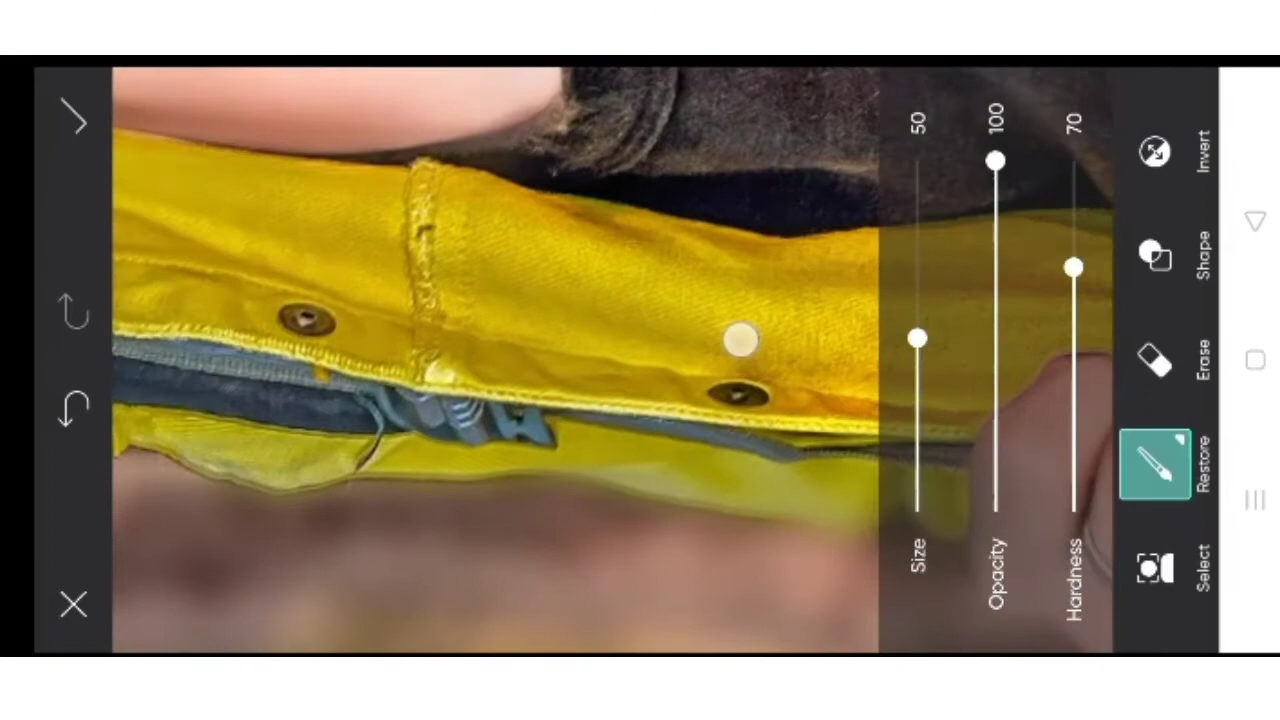 Size 50
Opacity 100
Hardness 70
Select
Restore
Erase
Shape
Invert